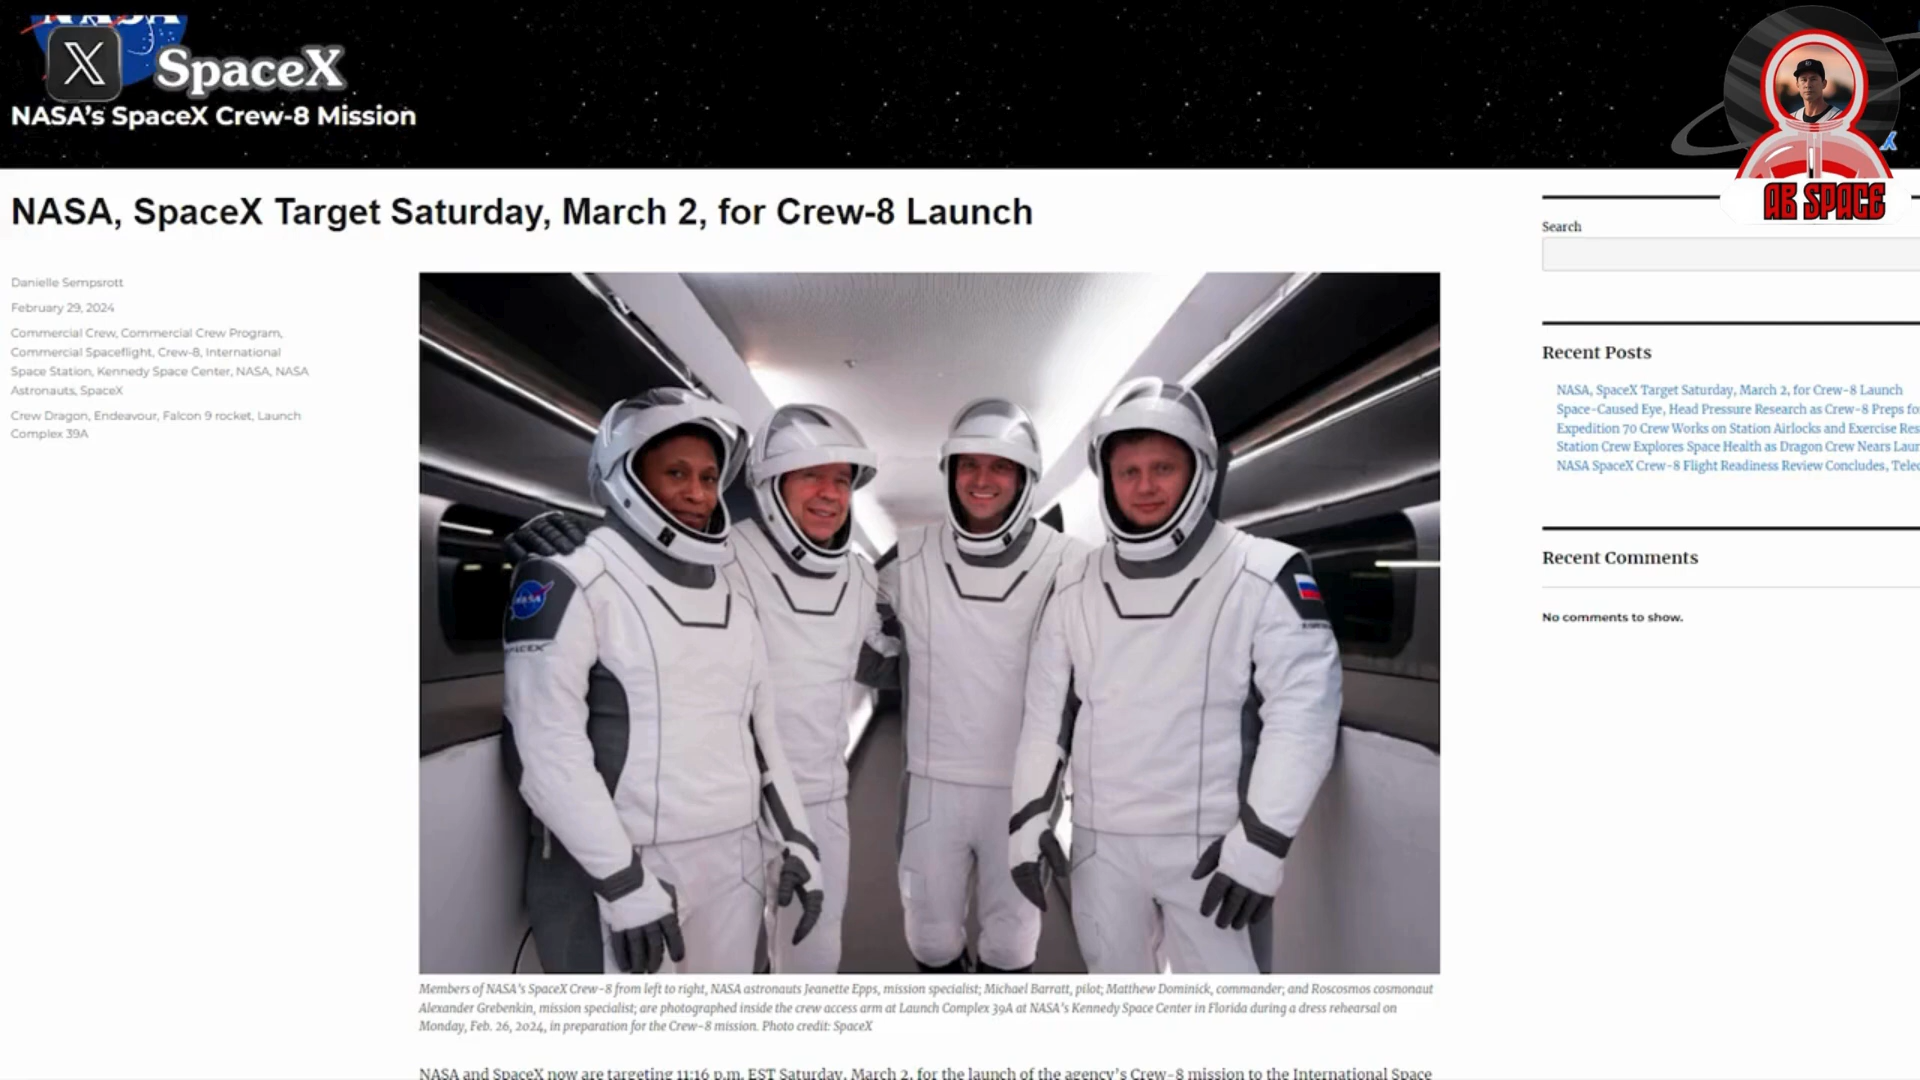 NASA
X SpaceX
NASA's SpaceX Crew-8 Mission
AB SPACE
NASA, SpaceX Target Saturday, March 2, for Crew-8 Launch
Danielle Sempsrott
February 29, 2024
Commercial Crew, Commercial Crew Program,
Commercial Spaceflight, Crew-8, International
Space Station, Kennedy Space Center, NASA, NASA
Astronauts, SpaceX
Crew Dragon, Endeavour, Falcon 9 rocket, Launch
Complex 39A
NASA
SPACEX
Members of NASA's SpaceX Crew-8 from left to right, NASA astronauts Jeanette Epps, mission specialist; Michael Barratt, pilot; Matthew Dominick, commander; and Roscosmos cosmonaut
Alexander Grebenkin, mission specialist; are photographed inside the crew access arm at Launch Complex 39A at NASA's Kennedy Space Center in Florida during a dress rehearsal on
Monday, Feb. 26, 2024, in preparation for the Crew-8 mission. Photo credit: SpaceX
NASA and SpaceX now are targeting 11:16 p.m. EST Saturday, March 2, for the launch of the agency's Crew-8 mission to the International Space
Search
Recent Posts
NASA, SpaceX Target Saturday, March 2, for Crew-8 Launch
Space-Caused Eye, Head Pressure Research as Crew-8 Preps
Expedition 70 Crew Works on Station Airlocks and Exercise
Station Crew Explores Space Health as Dragon Crew Nears
NASA SpaceX Crew-8 Flight Readiness Review Concludes,
Recent Comments
No comments to show.